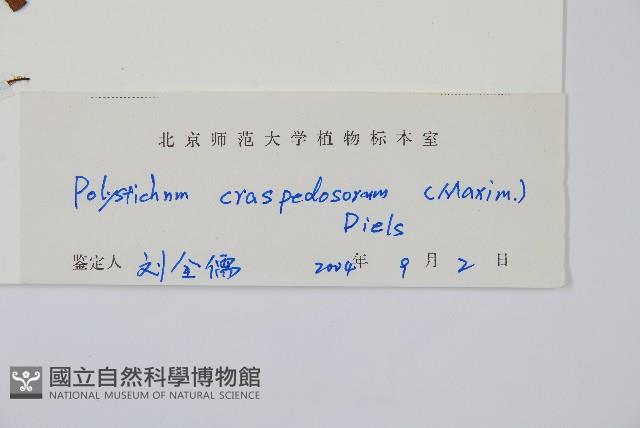 北京师范大学植物标本室
Polystichum craspedosorum (Maxim.)
Diels
鉴定人 刘全儒 2004年 9月 2日
國立自然科學博物館
NATIONAL MUSEUM OF NATURAL SCIENCE